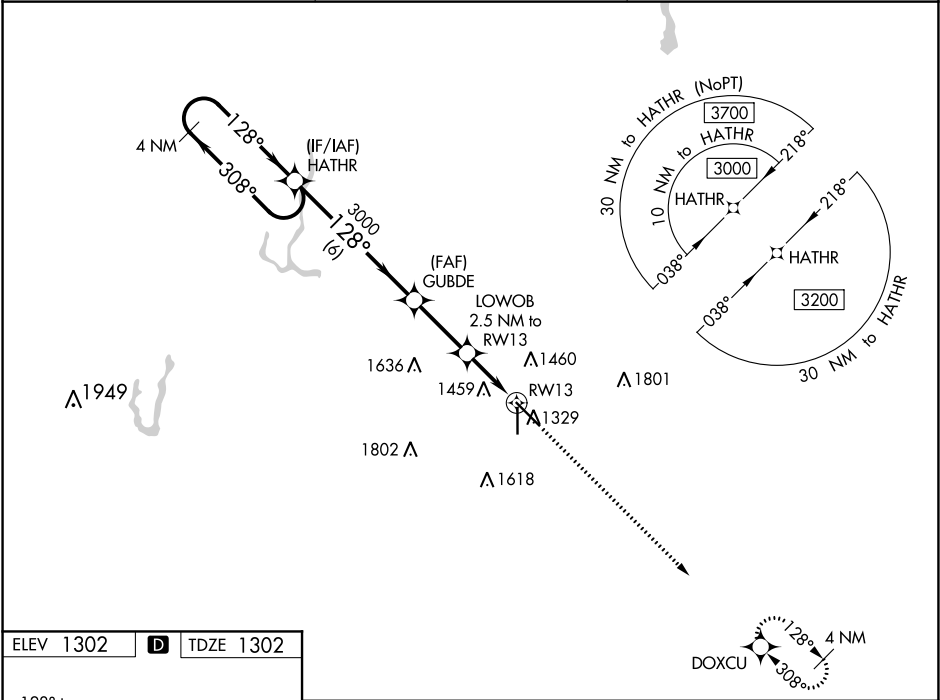 4 NM
128°
308°
(IF/IAF)
HATHR
3000
128°
(6)
(FAF)
GUBDE
LOWOB
2.5 NM to
RW13
1636
1459
1460
RW13
1329
1801
1949
1802
1618
30 NM to HATHR (NoPT)
3700
10 NM to HATHR
3000
218°
HATHR
038°
218°
HATHR
038°
3200
30 NM to HATHR
DOXCU
128°
4 NM
308°
ELEV 1302
D
TDZE 1302